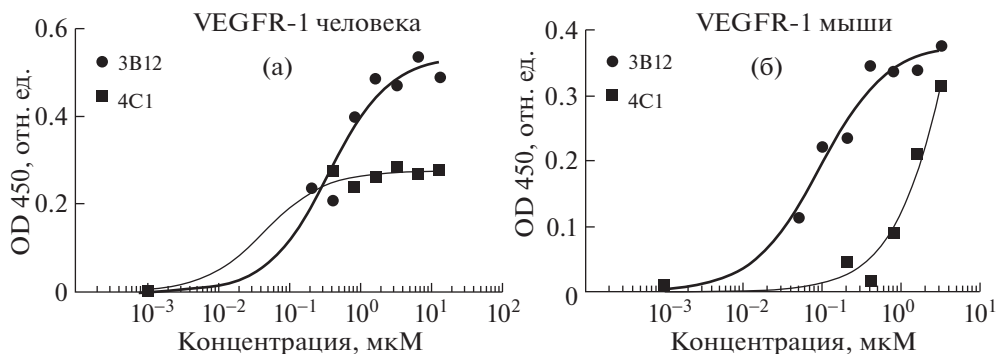 VEGFR-1 человека
(а)
3B12
4C1
OD 450, отн. ед.
0.6
0.4
0.2
0
10⁻³ 10⁻² 10⁻¹ 10⁰ 10¹ 10²
Концентрация, мкМ
VEGFR-1 мыши
(б)
3B12
4C1
OD 450, отн. ед.
0.4
0.3
0.2
0.1
0
10⁻³ 10⁻² 10⁻¹ 10⁰ 10¹
Концентрация, мкМ